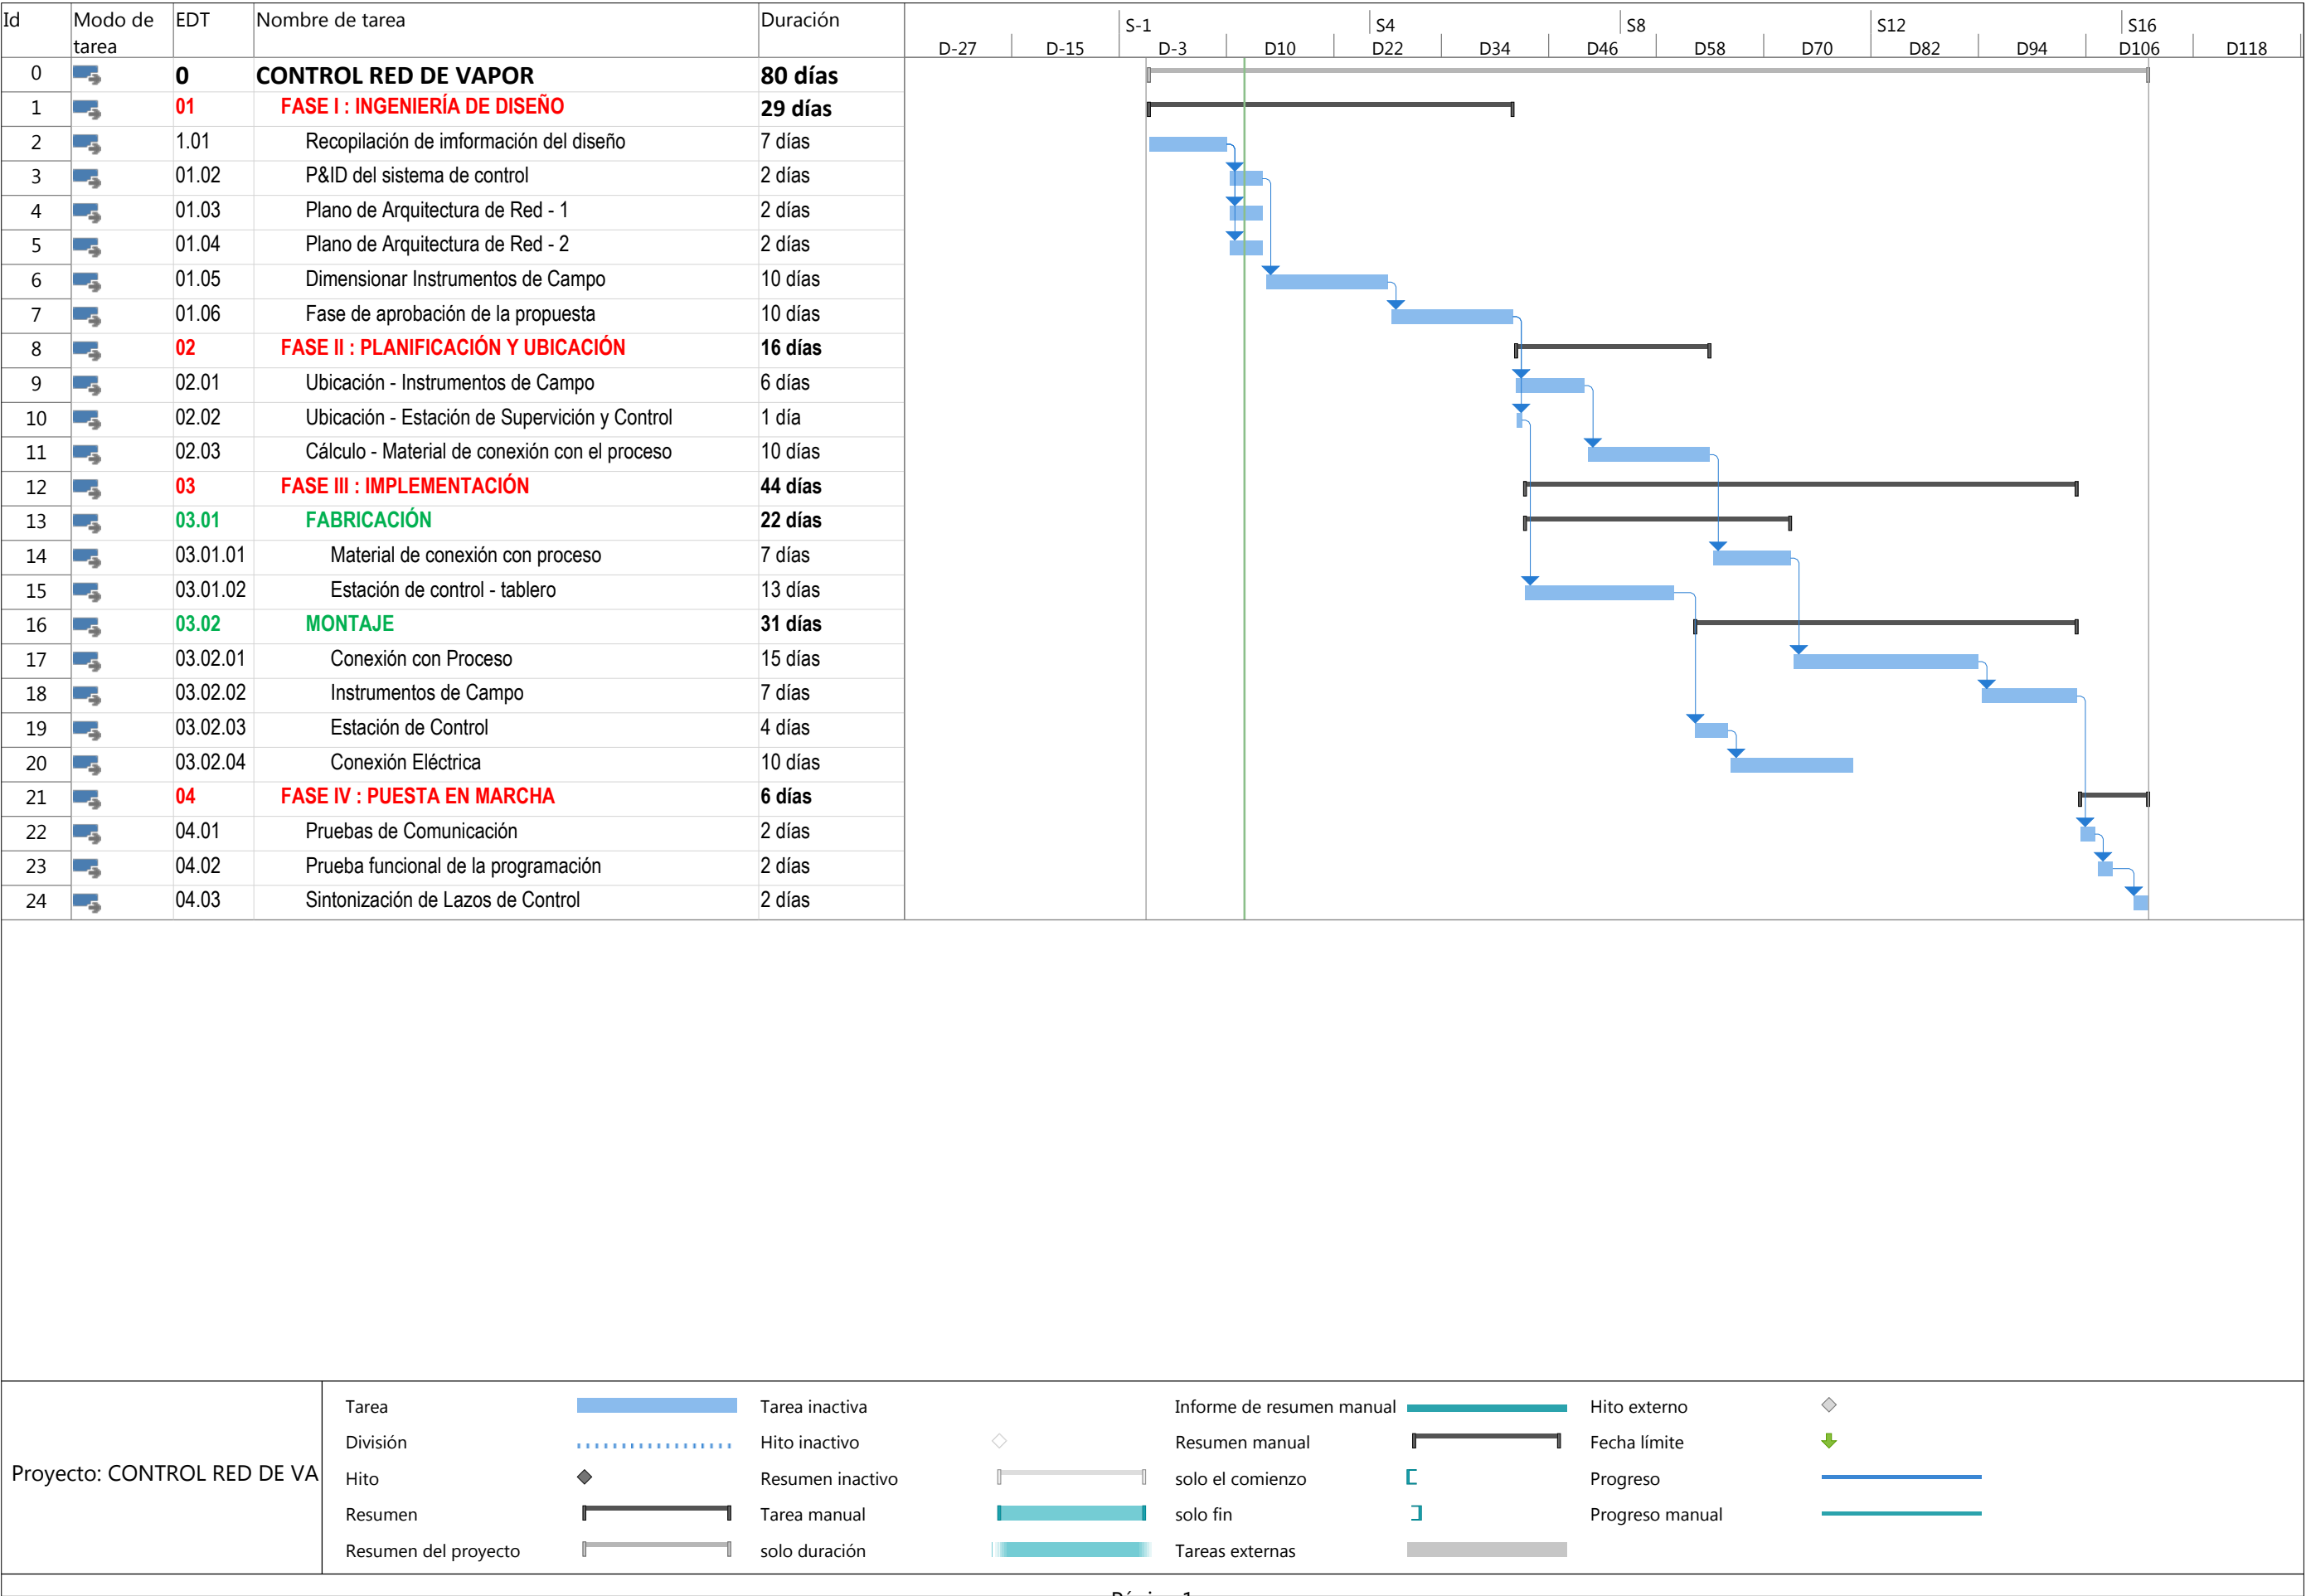 Id Modo de tarea EDT Nombre de tarea Duración
S-1 S4 S8 S12 S16
D-27 D-15 D-3 D10 D22 D34 D46 D58 D70 D82 D94 D106 D118
0 0 CONTROL RED DE VAPOR 80 días
1 01 FASE I : INGENIERÍA DE DISEÑO 29 días
2 1.01 Recopilación de imformación del diseño 7 días
3 01.02 P&ID del sistema de control 2 días
4 01.03 Plano de Arquitectura de Red - 1 2 días
5 01.04 Plano de Arquitectura de Red - 2 2 días
6 01.05 Dimensionar Instrumentos de Campo 10 días
7 01.06 Fase de aprobación de la propuesta 10 días
8 02 FASE II : PLANIFICACIÓN Y UBICACIÓN 16 días
9 02.01 Ubicación - Instrumentos de Campo 6 días
10 02.02 Ubicación - Estación de Supervición y Control 1 día
11 02.03 Cálculo - Material de conexión con el proceso 10 días
12 03 FASE III : IMPLEMENTACIÓN 44 días
13 03.01 FABRICACIÓN 22 días
14 03.01.01 Material de conexión con proceso 7 días
15 03.01.02 Estación de control - tablero 13 días
16 03.02 MONTAJE 31 días
17 03.02.01 Conexión con Proceso 15 días
18 03.02.02 Instrumentos de Campo 7 días
19 03.02.03 Estación de Control 4 días
20 03.02.04 Conexión Eléctrica 10 días
21 04 FASE IV : PUESTA EN MARCHA 6 días
22 04.01 Pruebas de Comunicación 2 días
23 04.02 Prueba funcional de la programación 2 días
24 04.03 Sintonización de Lazos de Control 2 días
Proyecto: CONTROL RED DE VA
Tarea
División
Hito
Resumen
Resumen del proyecto
Tarea inactiva
Hito inactivo
Resumen inactivo
Tarea manual
solo duración
Informe de resumen manual
Resumen manual
solo el comienzo
solo fin
Tareas externas
Hito externo
Fecha límite
Progreso
Progreso manual
Página 1